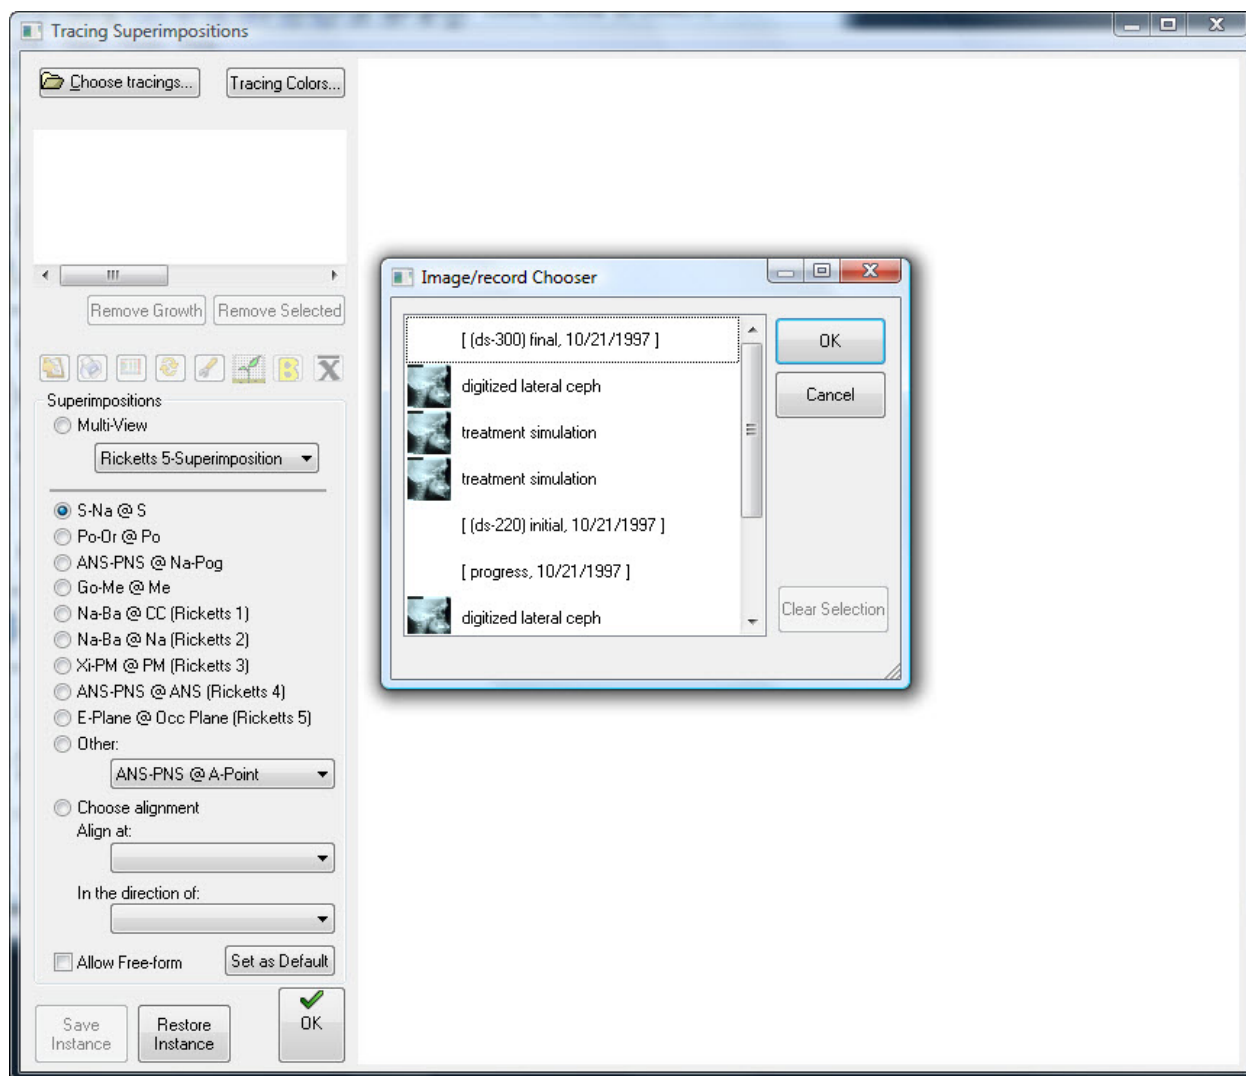 Tracing Superimpositions
Choose tracings...
Tracing Colors...
Remove Growth
Remove Selected
Superimpositions
Multi-View
Ricketts 5-Superimposition
S-Na @ S
Po-Or @ Po
ANS-PNS @ Na-Pog
Go-Me @ Me
Na-Ba @ CC (Ricketts 1)
Na-Ba @ Na (Ricketts 2)
Xi-PM @ PM (Ricketts 3)
ANS-PNS @ ANS (Ricketts 4)
E-Plane @ Occ Plane (Ricketts 5)
Other:
ANS-PNS @ A-Point
Choose alignment
Align at:
In the direction of:
Allow Free-form
Set as Default
Save
Instance
Restore
Instance
OK
Image/record Chooser
[ (ds-300) final, 10/21/1997 ]
digitized lateral ceph
treatment simulation
treatment simulation
[ (ds-220) initial, 10/21/1997 ]
[ progress, 10/21/1997 ]
digitized lateral ceph
OK
Cancel
Clear Selection